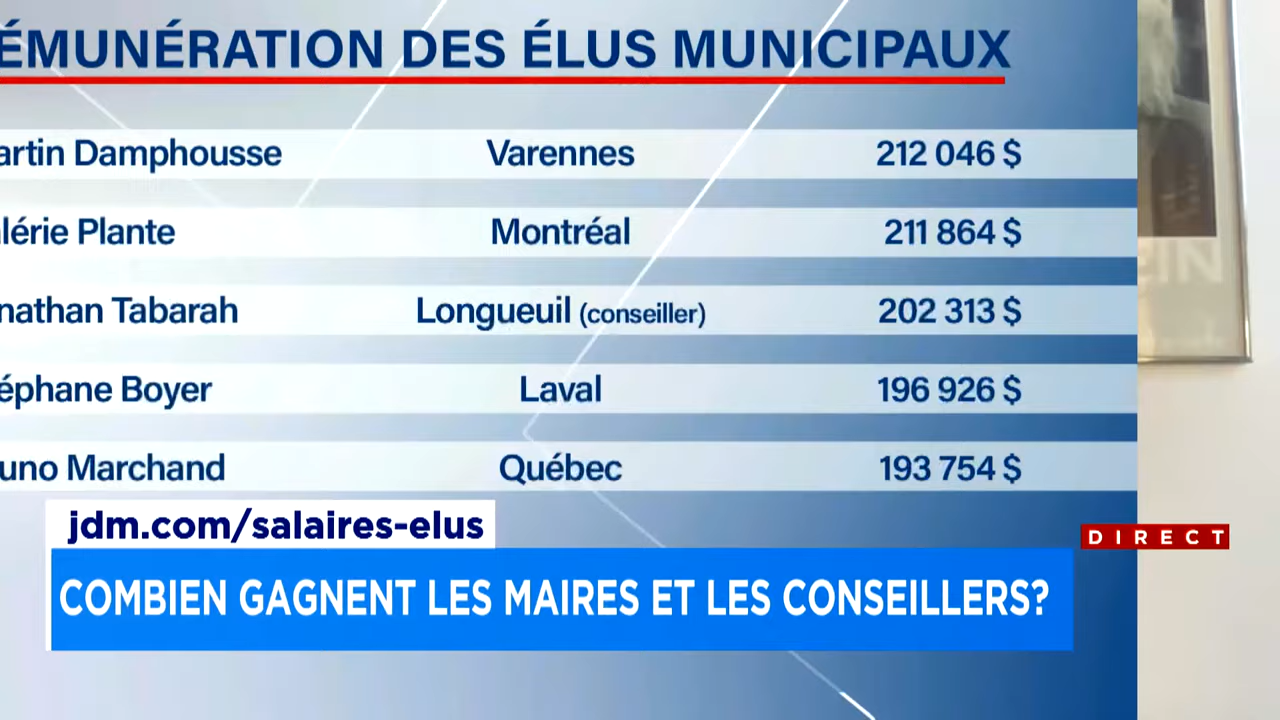 ÉMUNÉRATION DES ÉLUS MUNICIPAUX
artin Damphousse Varennes 212 046 $
lérie Plante Montréal 211 864 $
nathan Tabarah Longueuil (conseiller) 202 313 $
éphane Boyer Laval 196 926 $
uno Marchand Québec 193 754 $
jdm.com/salaires-elus
DIRECT
COMBIEN GAGNENT LES MAIRES ET LES CONSEILLERS?